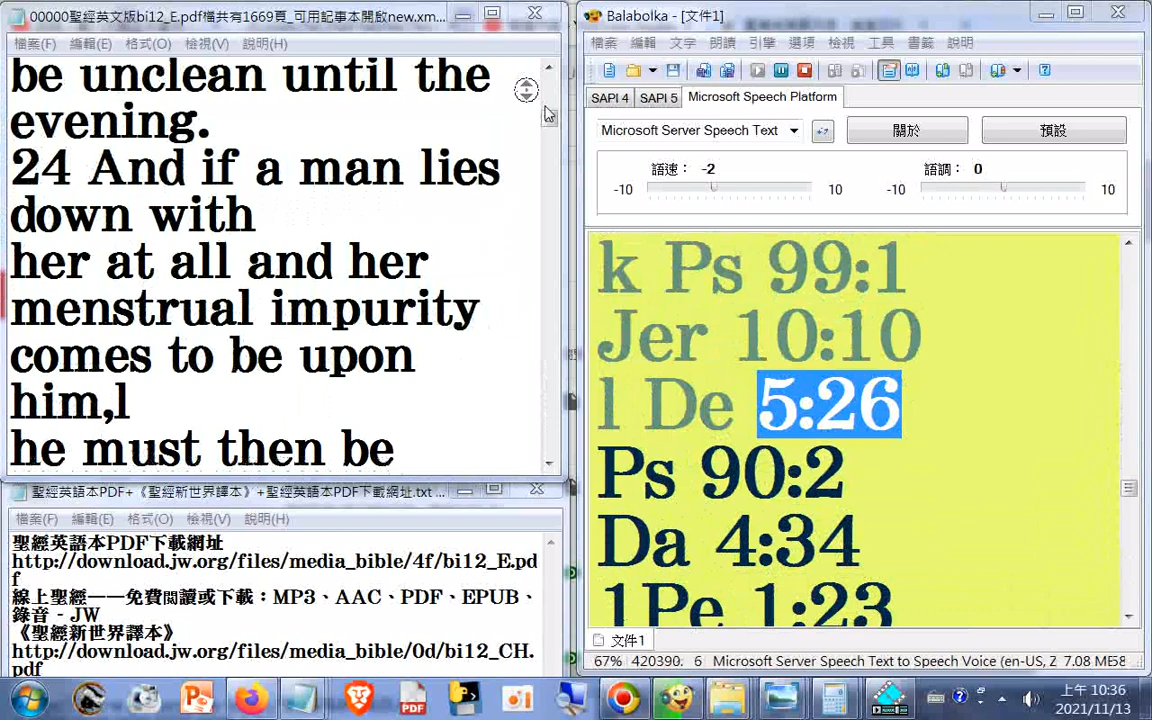 00000聖經英文版bi12_E.pdf檔共有1669頁_可用記事本開啟new.xm...
檔案(F) 編輯(E) 格式(O) 檢視(V) 說明(H)
be unclean until the
evening.
24 And if a man lies
down with
her at all and her
menstrual impurity
comes to be upon
him,l
he must then be
聖經英語本PDF+《聖經新世界譯本》+聖經英語本PDF下載網址.txt ...
檔案(F) 編輯(E) 格式(O) 檢視(V) 說明(H)
聖經英語本PDF下載網址
http://download.jw.org/files/media_bible/4f/bi12_E.pd
f
線上聖經——免費閱讀或下載：MP3、AAC、PDF、EPUB、
錄音 - JW
《聖經新世界譯本》
http://download.jw.org/files/media_bible/0d/bi12_CH.
pdf
Balabolka - [文件1]
檔案 編輯 文字 朗讀 引擎 選項 檢視 工具 書籤 說明
SAPI 4 SAPI 5 Microsoft Speech Platform
Microsoft Server Speech Text 關於 預設
語速： -2 語調： 0
-10 10 -10 10
k Ps 99:1
Jer 10:10
l De 5:26
Ps 90:2
Da 4:34
1Pe 1:23
文件1
67% 420390. 6 Microsoft Server Speech Text to Speech Voice (en-US, Z 7.08 MB
上午 10:36
2021/11/13